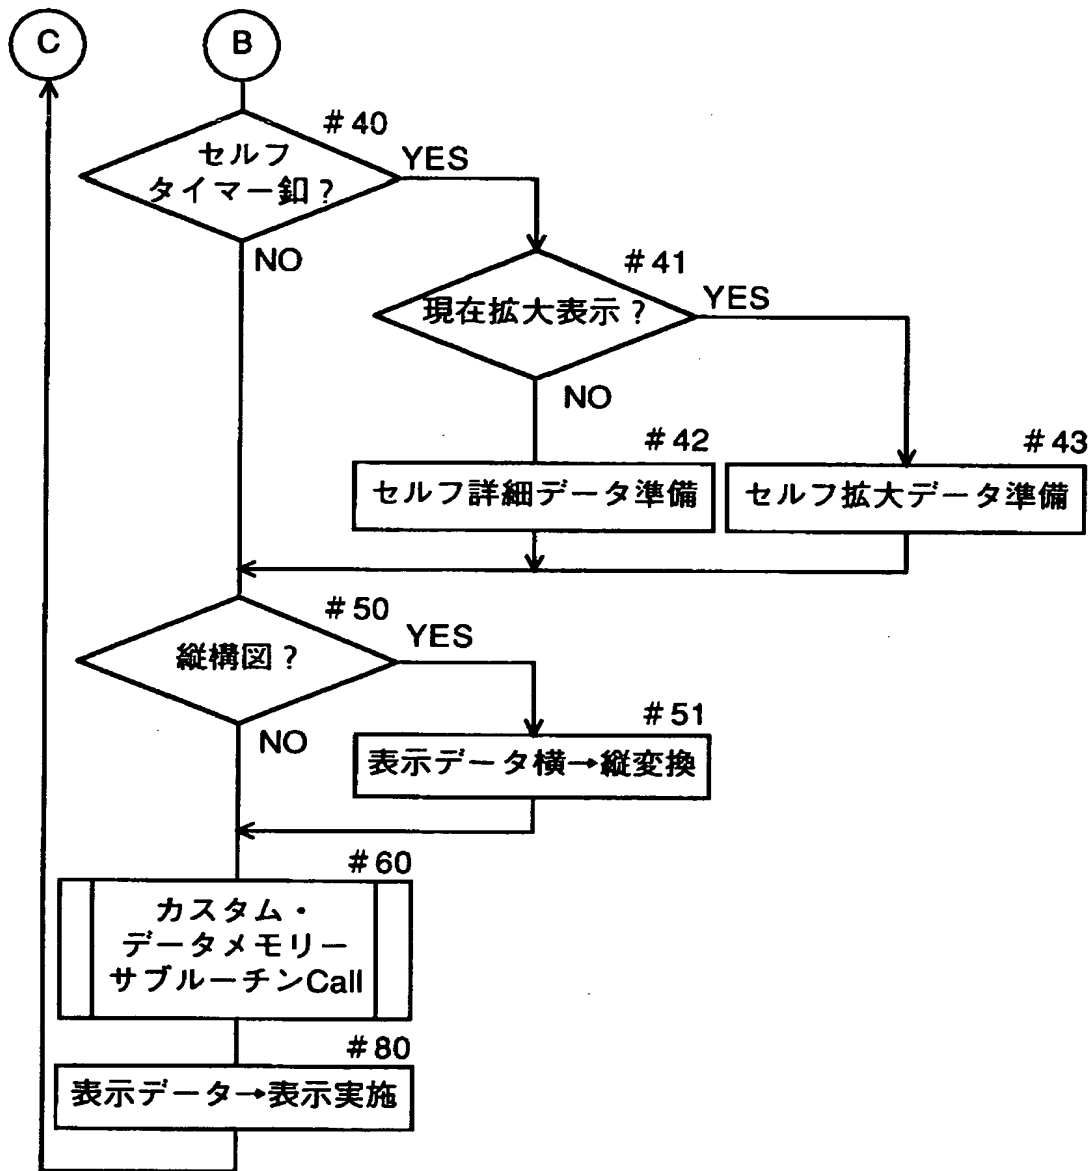 C
B
#40
セルフ
タイマー釦?
YES
NO
#41
現在拡大表示?
YES
NO
#42
セルフ詳細データ準備
#43
セルフ拡大データ準備
#50
縦構図?
YES
NO
#51
表示データ横→縦変換
#60
カスタム・
データメモリー
サブルーチンCall
#80
表示データ→表示実施